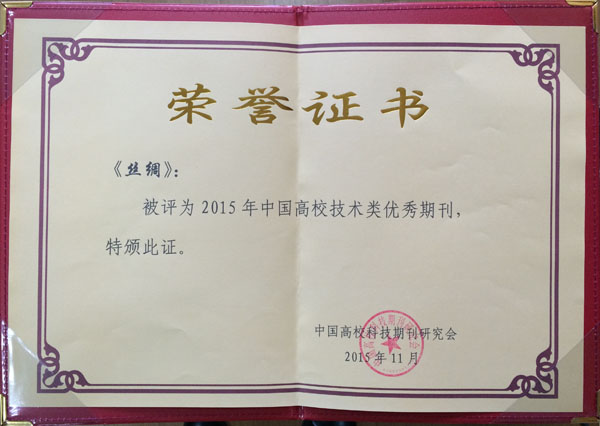 荣誉证书
《丝绸》：
被评为2015年中国高校技术类优秀期刊，
特颁此证。
中国高校科技期刊研究会
2015年11月